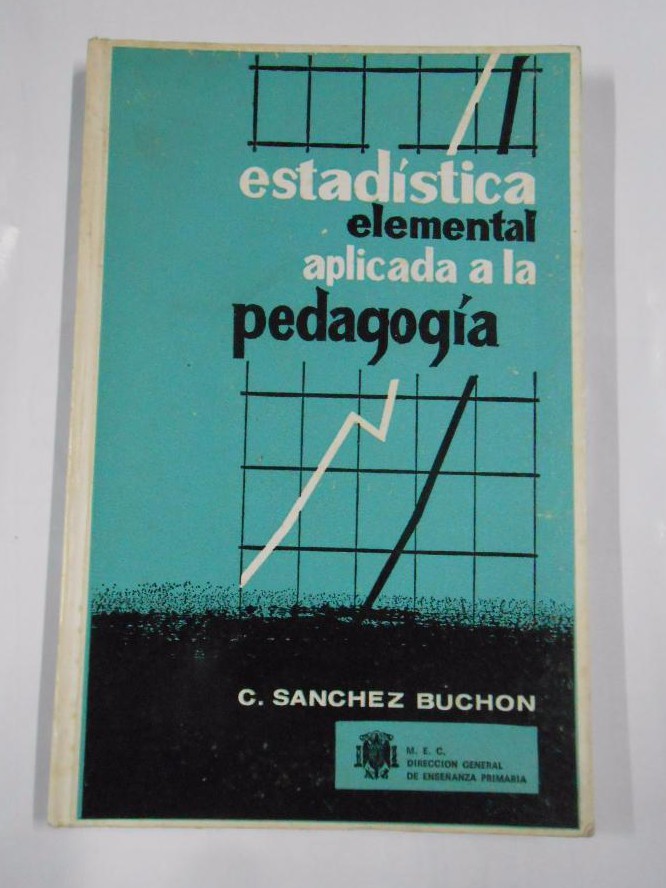 estadística
elemental
aplicada a la
pedagogía
C. SANCHEZ BUCHON
M. E. C.
DIRECCION GENERAL
DE ENSEÑANZA PRIMARIA